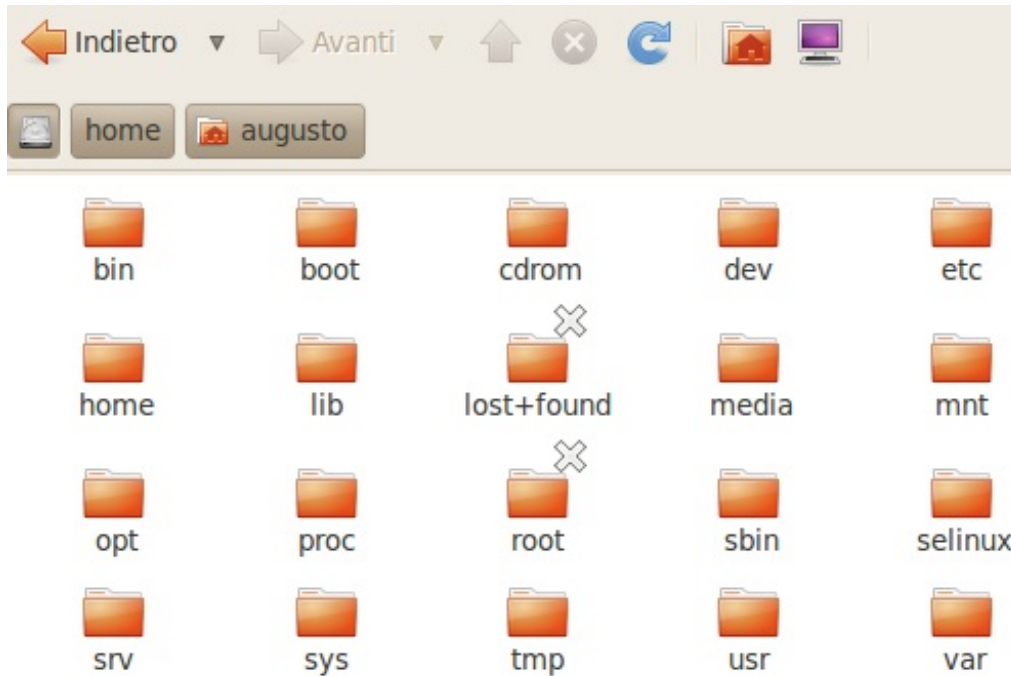 Indietro Avanti
home augusto
bin boot cdrom dev etc
home lib lost+found media mnt
opt proc root sbin selinux
srv sys tmp usr var